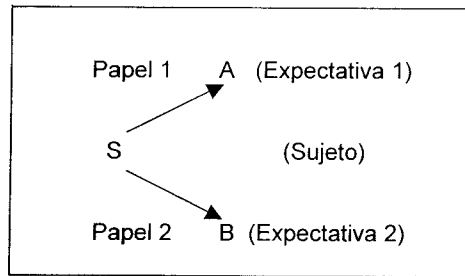 Papel 1 A (Expectativa 1)
S (Sujeto)
Papel 2 B (Expectativa 2)